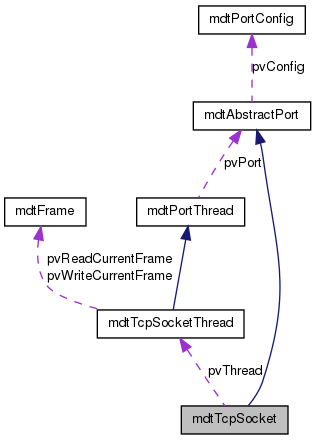 mdtPortConfig
pvConfig
mdtAbstractPort
pvPort
mdtFrame
mdtPortThread
pvReadCurrentFrame
pvWriteCurrentFrame
mdtTcpSocketThread
pvThread
mdtTcpSocket